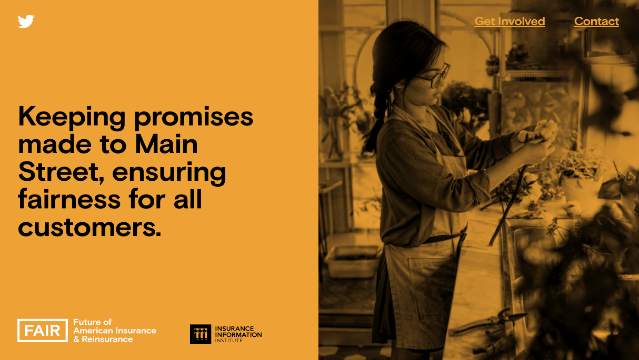 Get Involved Contact
Keeping promises
made to Main
Street, ensuring
fairness for all
customers.
FAIR
Future of
American Insurance
& Reinsurance
INSURANCE
INFORMATION
INSTITUTE